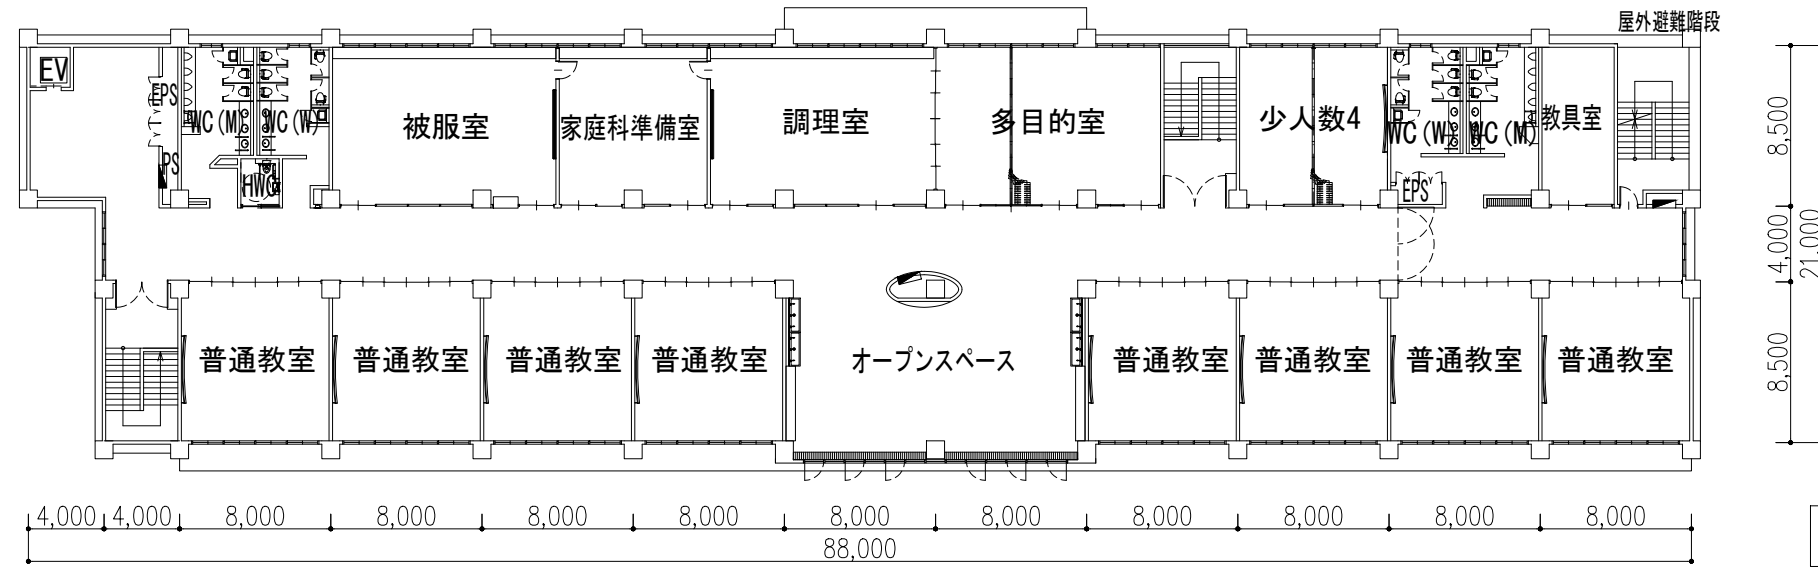 屋外避難階段
EV
EPS
PS
WC(M)
WC(W)
HWC
被服室
家庭科準備室
調理室
多目的室
少人数4
WC(W)
WC(M)
EPS
教具室
8,500
4,000
21,000
8,500
普通教室
普通教室
普通教室
普通教室
オープンスペース
普通教室
普通教室
普通教室
普通教室
4,000 4,000 8,000 8,000 8,000 8,000 8,000 8,000 8,000 8,000 8,000 8,000
88,000